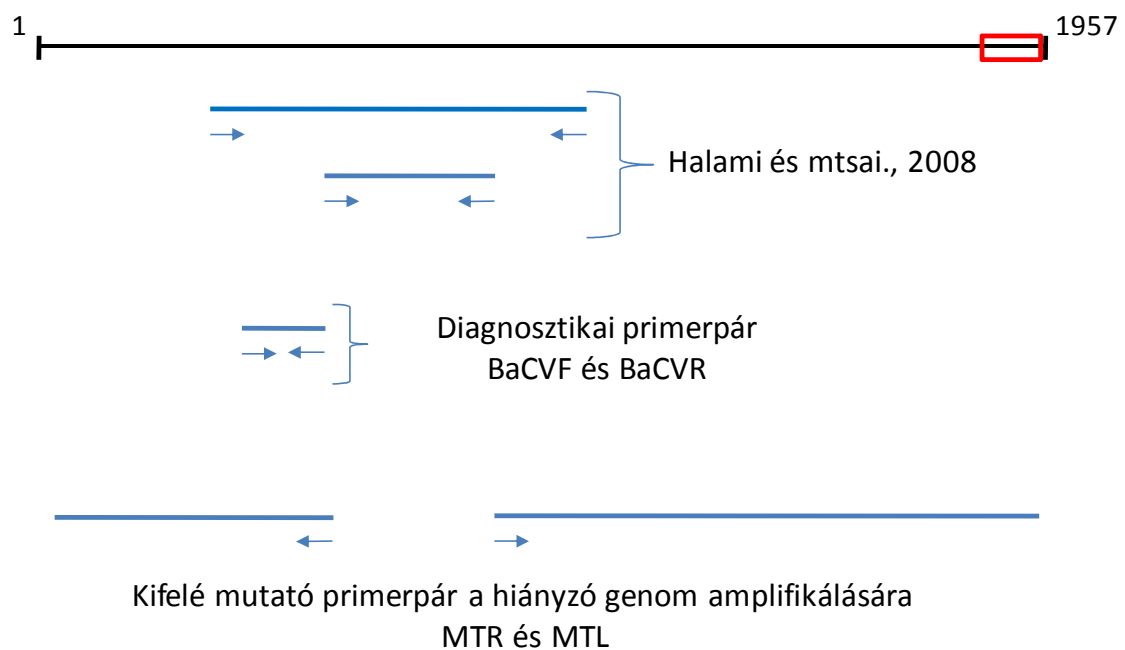 1
1957
Halami és mtsai., 2008
Diagnosztikai primerpár
BaCVF és BaCVR
Kifelé mutató primerpár a hiányzó genom amplifikálására
MTR és MTL